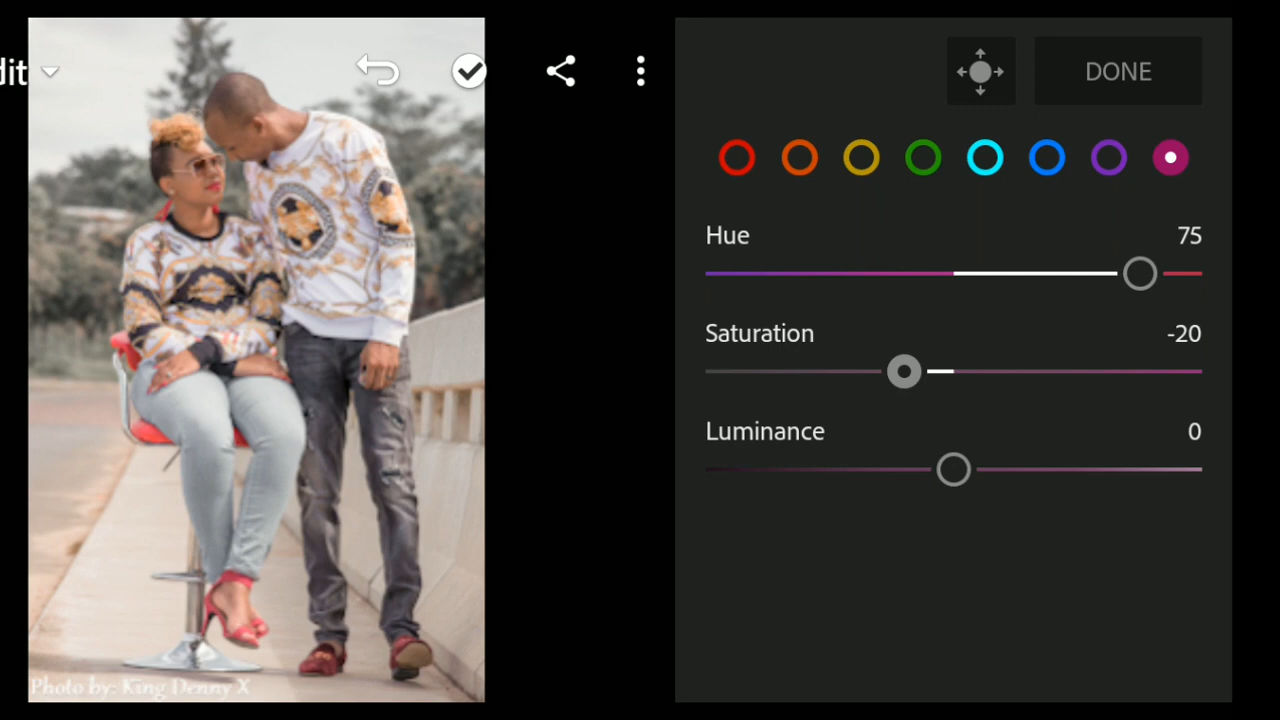 dit
DONE
Hue 75
Saturation -20
Luminance 0
Photo by: King Denny X